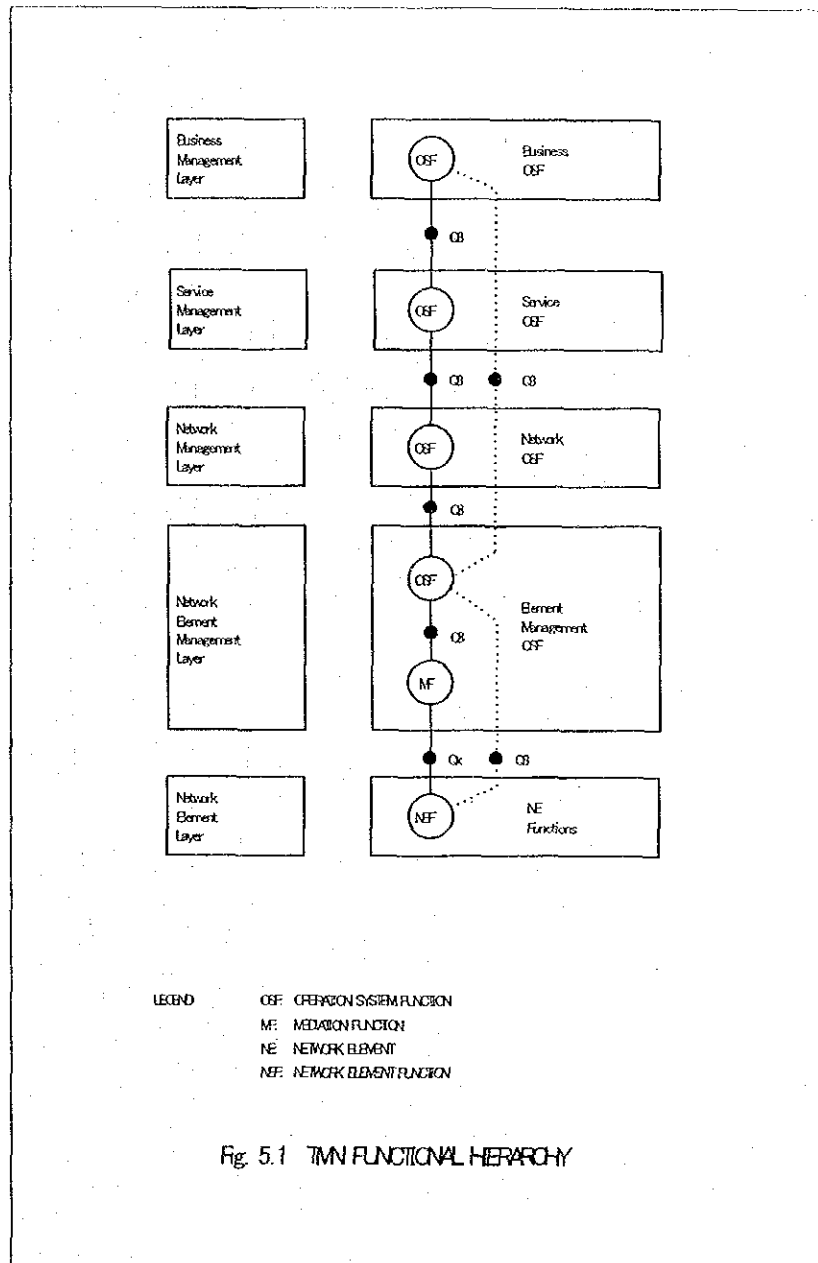 Business
Management
Layer
OSF
Business
OSF
Q3
Service
Management
Layer
OSF
Service
OSF
Q3
Q3
Network
Management
Layer
OSF
Network
OSF
Q3
Network
Element
Management
Layer
OSF
Q3
MF
Element
Management
OSF
Qx
Q3
Network
Element
Layer
NEF
NE
Functions
LEGEND
OSF: OPERATION SYSTEM FUNCTION
MF: MEDIATION FUNCTION
NE: NETWORK ELEMENT
NEF: NETWORK ELEMENT FUNCTION
Fig. 5.1 TMN FUNCTIONAL HIERARCHY